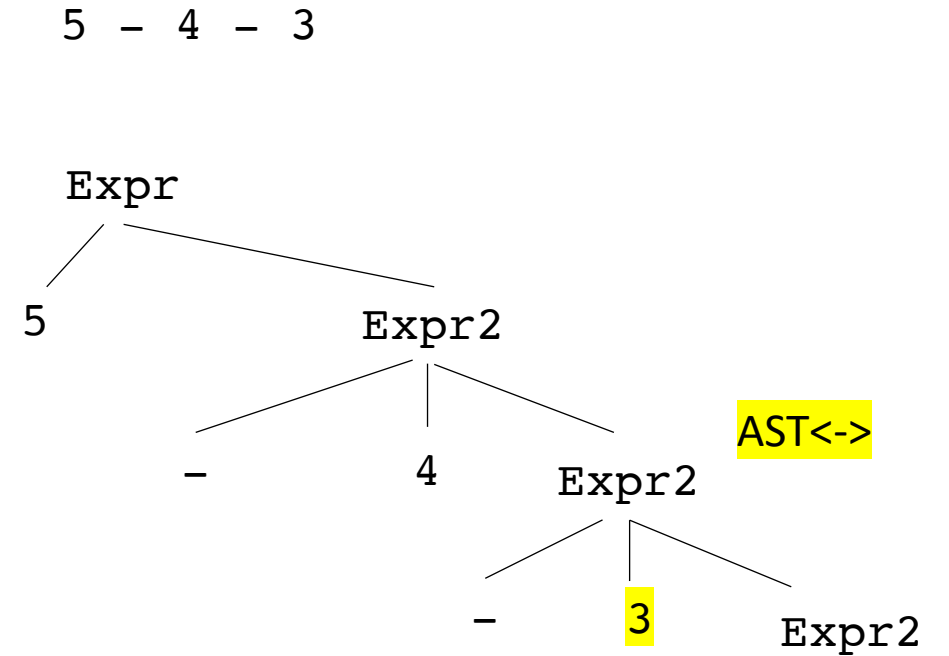 5 – 4 – 3
Expr
5
Expr2
AST<->
– 4 Expr2
– 3 Expr2